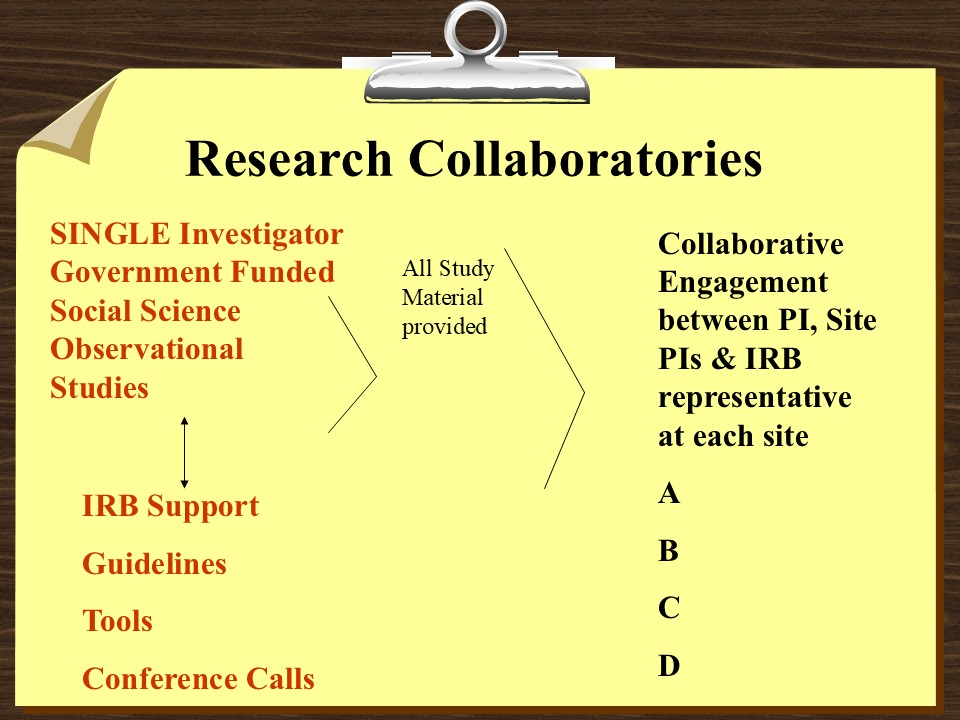 Research Collaboratories
SINGLE Investigator
Government Funded
Social Science
Observational
Studies
IRB Support
Guidelines
Tools
Conference Calls
All Study
Material
provided
Collaborative
Engagement
between PI, Site
PIs & IRB
representative
at each site
A
B
C
D